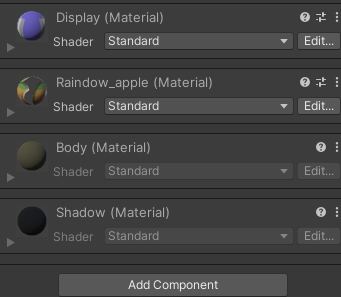 Display (Material)
Shader Standard Edit...
Raindow_apple (Material)
Shader Standard Edit...
Body (Material)
Shader Standard Edit...
Shadow (Material)
Shader Standard Edit...
Add Component